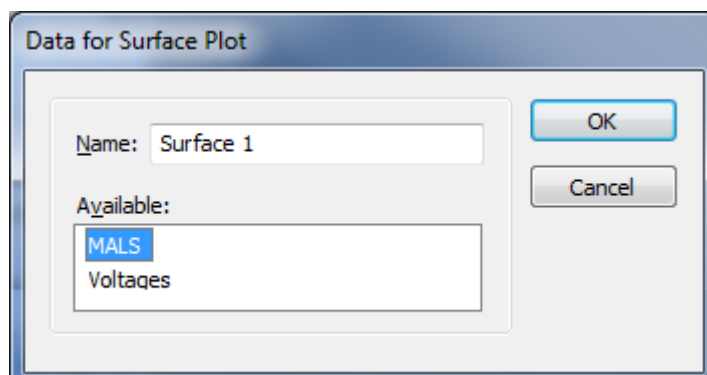 Data for Surface Plot
Name: Surface 1
OK
Cancel
Available:
MALS
Voltages